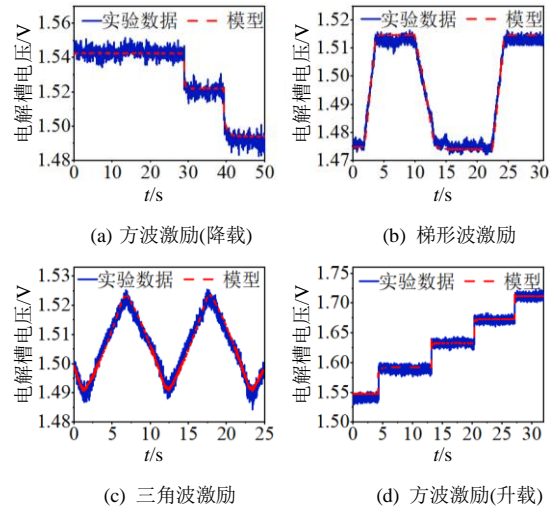 实验数据 模型
电解槽电压/V
1.56
1.54
1.52
1.50
1.48
0 10 20 30 40 50
t/s
(a) 方波激励(降载)
实验数据 模型
电解槽电压/V
1.52
1.51
1.50
1.48
1.47
0 5 10 15 20 25 30
t/s
(b) 梯形波激励
实验数据 模型
电解槽电压/V
1.53
1.52
1.51
1.50
1.49
1.48
0 5 10 15 20 25
t/s
(c) 三角波激励
实验数据 模型
电解槽电压/V
1.75
1.70
1.65
1.60
1.55
1.50
0 10 20 30
t/s
(d) 方波激励(升载)